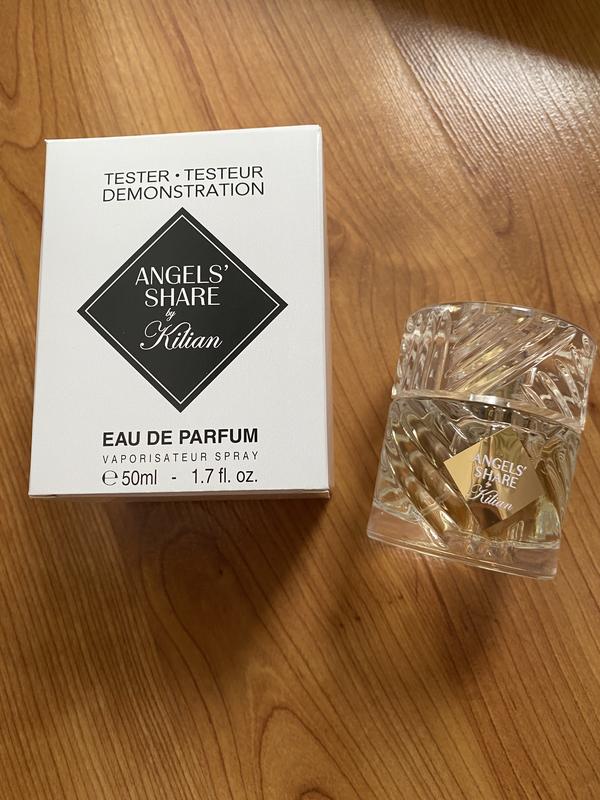 TESTER • TESTEUR
DEMONSTRATION
ANGELS’
SHARE
by
Kilian
EAU DE PARFUM
VAPORISATEUR SPRAY
℮ 50ml - 1.7 fl. oz.
ANGELS’
SHARE
by
Kilian